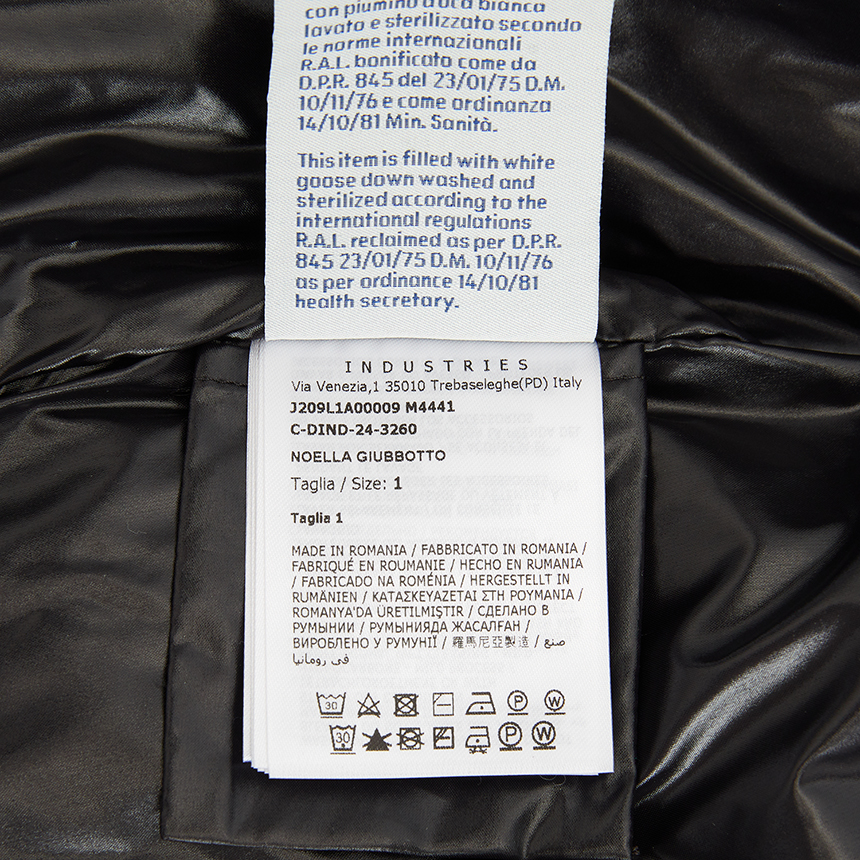 con piumino d'oca bianca
lavato e sterilizzato secondo
le norme internazionali
R.A.L. bonificato come da
D.P.R. 845 del 23/01/75 D.M.
10/11/76 e come ordinanza
14/10/81 Min. Sanità.
This item is filled with white
goose down washed and
sterilized according to the
international regulations
R.A.L. reclaimed as per D.P.R.
845 23/01/75 D.M. 10/11/76
as per ordinance 14/10/81
health secretary.
INDUSTRIES
Via Venezia,1 35010 Trebaseleghe(PD) Italy
J209L1A00009 M4441
C-DIND-24-3260
NOELLA GIUBBOTTO
Taglia / Size: 1
Taglia 1
MADE IN ROMANIA / FABBRICATO IN ROMANIA /
FABRIQUÉ EN ROUMANIE / HECHO EN RUMANIA
/ FABRICADO NA ROMÉNIA / HERGESTELLT IN
RUMÄNIEN / ΚΑΤΑΣΚΕΥΑΖΕΤΑΙ ΣΤΗ ΡΟΥΜΑΝΙΑ /
ROMANYA'DA ÜRETİLMİŞTİR / СДЕЛАНО В
РУМЫНИИ / РУМЫНИЯДА ЖАСАЛҒАН /
ВИРОБЛЕНО У РУМУНІЇ / 羅馬尼亞製造 / صنع
في رومانيا
30 P W
30 P W